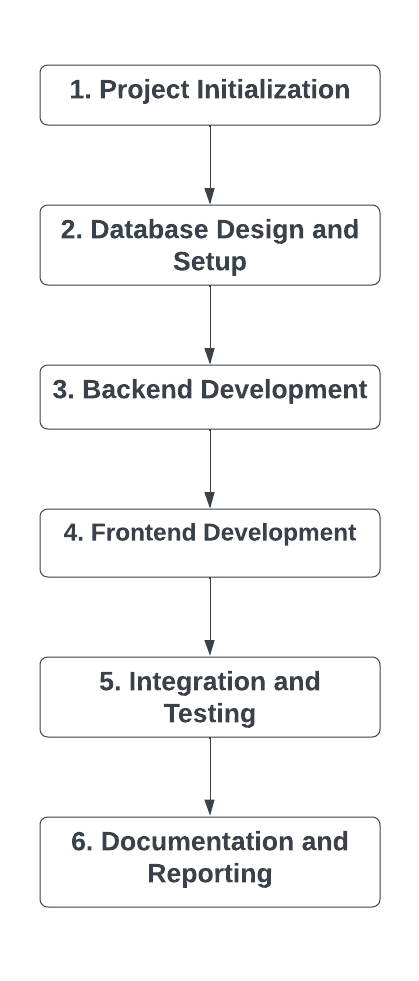 1. Project Initialization
2. Database Design and
Setup
3. Backend Development
4. Frontend Development
5. Integration and
Testing
6. Documentation and
Reporting